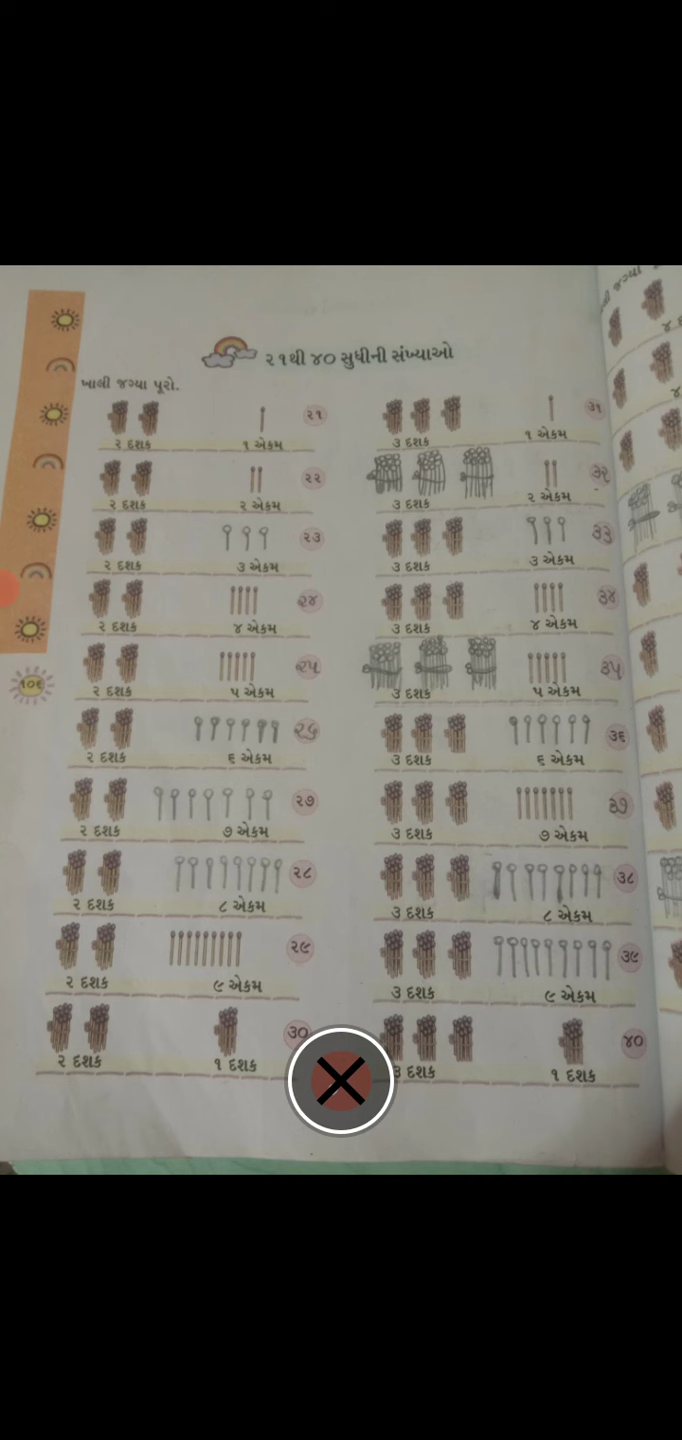 ૨૧થી ૪૦ સુધીની સંખ્યાઓ
ખાલી જગ્યા પૂરો.
૨ દશક ૧ એકમ ૨૧
૨ દશક ૨ એકમ ૨૨
૨ દશક ૩ એકમ ૨૩
૨ દશક ૪ એકમ ૨૪
૨ દશક ૫ એકમ ૨૫
૨ દશક ૬ એકમ ૨૬
૨ દશક ૭ એકમ ૨૭
૨ દશક ૮ એકમ ૨૮
૨ દશક ૯ એકમ ૨૯
૨ દશક ૧ દશક ૩૦
૩ દશક ૧ એકમ ૩૧
૩ દશક ૨ એકમ ૩૨
૩ દશક ૩ એકમ ૩૩
૩ દશક ૪ એકમ ૩૪
૩ દશક ૫ એકમ ૩૫
૩ દશક ૬ એકમ ૩૬
૩ દશક ૭ એકમ ૩૭
૩ દશક ૮ એકમ ૩૮
૩ દશક ૯ એકમ ૩૯
૩ દશક ૧ દશક ૪૦
૧૦૬